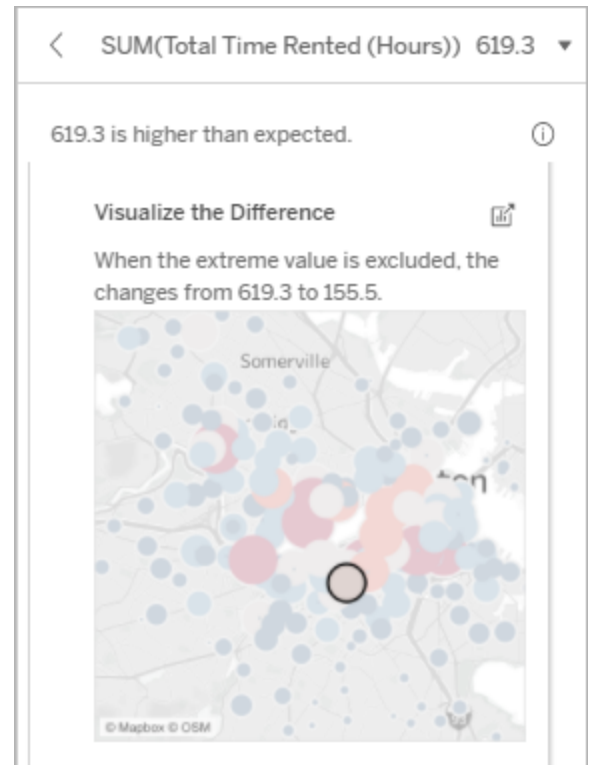 SUM(Total Time Rented (Hours)) 619.3
619.3 is higher than expected.
Visualize the Difference
When the extreme value is excluded, the
changes from 619.3 to 155.5.
Somerville
© Mapbox © OSM